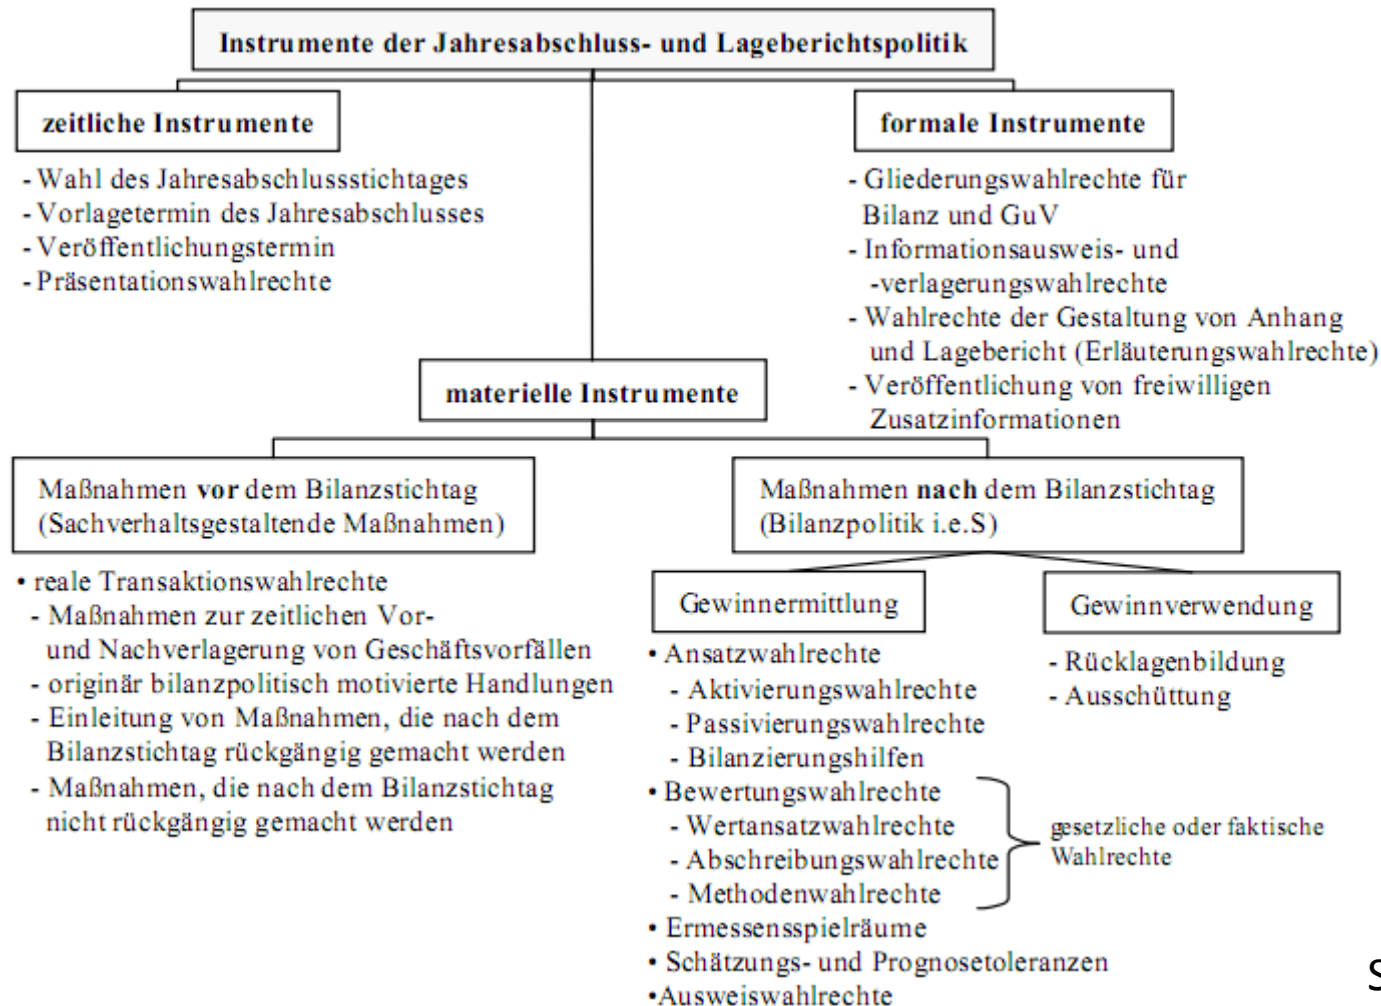 Instrumente der Jahresabschluss- und Lageberichtspolitik
zeitliche Instrumente
- Wahl des Jahresabschlussstichtages
- Vorlagetermin des Jahresabschlusses
- Veröffentlichungstermin
- Präsentationswahlrechte
formale Instrumente
- Gliederungswahlrechte für
Bilanz und GuV
- Informationsausweis- und
-verlagerungswahlrechte
- Wahlrechte der Gestaltung von Anhang
und Lagebericht (Erläuterungswahlrechte)
- Veröffentlichung von freiwilligen
Zusatzinformationen
materielle Instrumente
Maßnahmen vor dem Bilanzstichtag
(Sachverhaltsgestaltende Maßnahmen)
• reale Transaktionswahlrechte
- Maßnahmen zur zeitlichen Vor-
und Nachverlagerung von Geschäftsvorfällen
- originär bilanzpolitisch motivierte Handlungen
- Einleitung von Maßnahmen, die nach dem
Bilanzstichtag rückgängig gemacht werden
- Maßnahmen, die nach dem Bilanzstichtag
nicht rückgängig gemacht werden
Maßnahmen nach dem Bilanzstichtag
(Bilanzpolitik i.e.S)
Gewinnermittlung
• Ansatzwahlrechte
- Aktivierungswahlrechte
- Passivierungswahlrechte
- Bilanzierungshilfen
• Bewertungswahlrechte
- Wertansatzwahlrechte
- Abschreibungswahlrechte
- Methodenwahlrechte
gesetzliche oder faktische
Wahlrechte
• Ermessensspielräume
• Schätzungs- und Prognosetoleranzen
•Ausweiswahlrechte
Gewinnverwendung
- Rücklagenbildung
- Ausschüttung
S